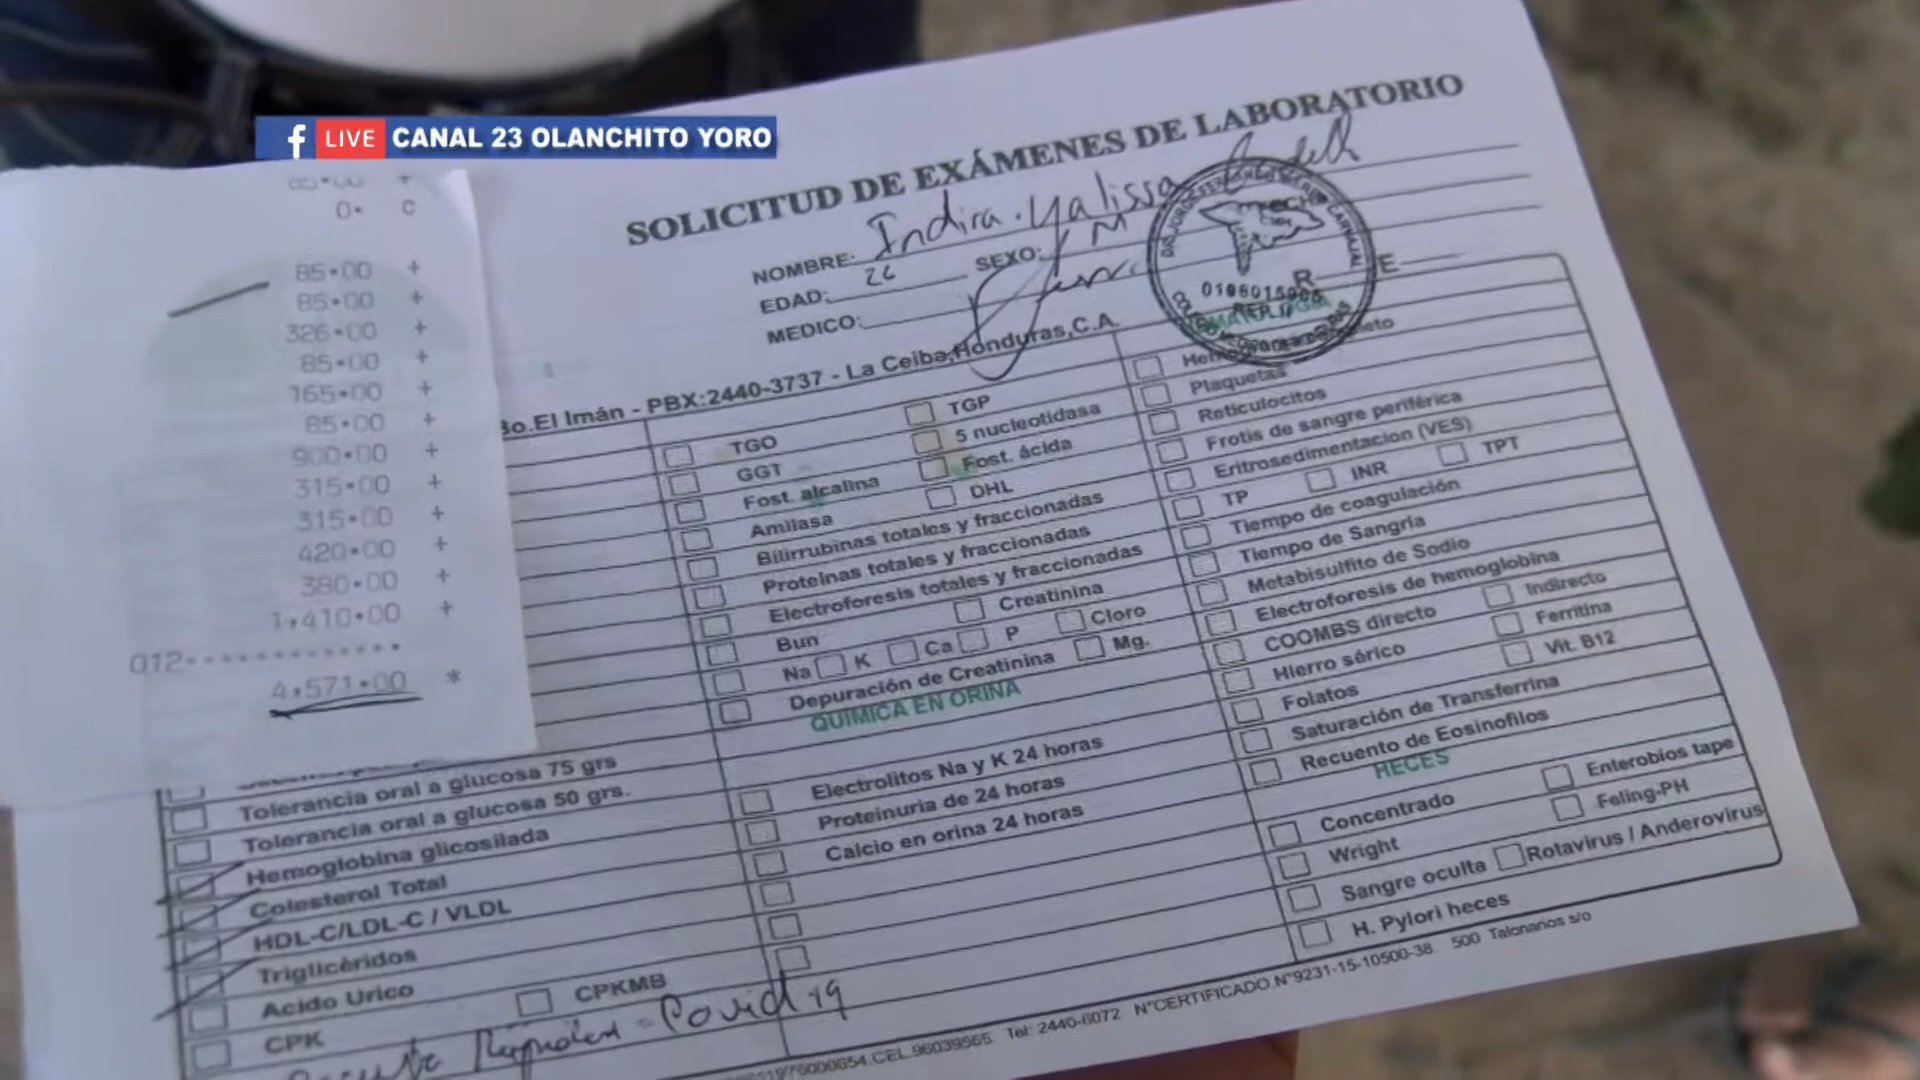 f LIVE CANAL 23 OLANCHITO YORO
0. C
85.00 +
85.00 +
326.00 +
85.00 +
165.00 +
85.00 +
900.00 +
315.00 +
315.00 +
420.00 +
380.00 +
1,410.00 +
012
4,571.00 *
SOLICITUD DE EXÁMENES DE LABORATORIO
NOMBRE: Indira Yalissa
EDAD: 26 SEXO:
MEDICO:
Bo.El Imán - PBX:2440-3737 - La Ceiba,Honduras,C.A.
TGO TGP
GGT 5 nucleotidasa
Fost. alcalina Fost. ácida
Amilasa DHL
Bilirrubinas totales y fraccionadas
Proteínas totales y fraccionadas
Electroforesis totales y fraccionadas
Bun Creatinina
Na K Ca P Cloro
Depuración de Creatinina Mg.
QUIMICA EN ORINA
Electrolitos Na y K 24 horas
Proteinuria de 24 horas
Calcio en orina 24 horas
Plaquetas
Reticulocitos
Frotis de sangre periférica
Eritrosedimentacion (VES)
TP INR TPT
Tiempo de coagulación
Tiempo de Sangría
Metabisulfito de Sodio
Electroforesis de hemoglobina
COOMBS directo Indirecto
Hierro sérico Ferritina
Folatos Vit. B12
Saturación de Transferrina
Recuento de Eosinofilos
HECES
Concentrado Enterobios tape
Wright Feling-PH
Sangre oculta Rotavirus / Anderovirus
H. Pylori heces
Tolerancia oral a glucosa 75 grs
Tolerancia oral a glucosa 50 grs.
Hemoglobina glicosilada
Colesterol Total
HDL-C/LDL-C / VLDL
Triglicéridos
Acido Urico
CPK CPKMB
Covid 19
CEL.96039565 Tel: 2440-6072 N°CERTIFICADO.N°9231-15-10500-38 500 Talonarios s/o